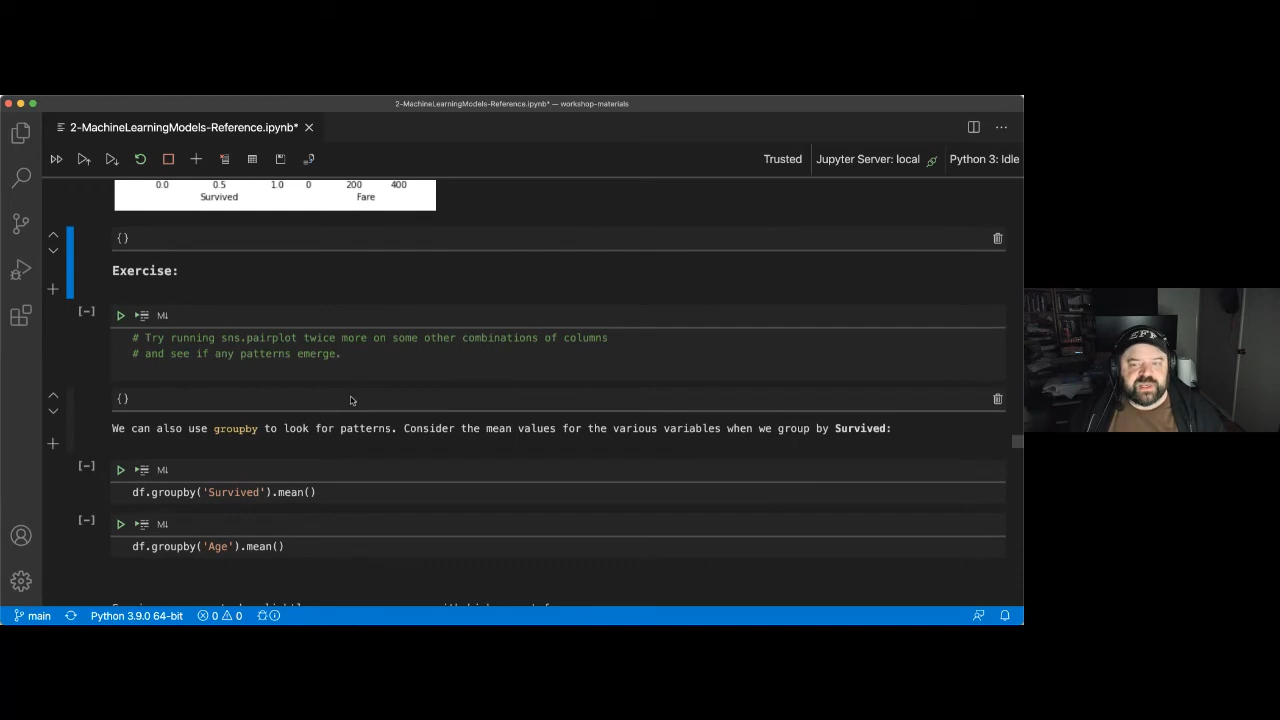 2-MachineLearningModels-Reference.ipynb* — workshop-materials
2-MachineLearningModels-Reference.ipynb*
Trusted
Jupyter Server: local
Python 3: Idle
0.0 0.5 1.0 0 200 400
Survived Fare
{}
Exercise:
[-]
M↓
# Try running sns.pairplot twice more on some other combinations of columns
# and see if any patterns emerge.
{}
We can also use groupby to look for patterns. Consider the mean values for the various variables when we group by Survived:
[-]
M↓
df.groupby('Survived').mean()
[-]
M↓
df.groupby('Age').mean()
main
Python 3.9.0 64-bit
0 0